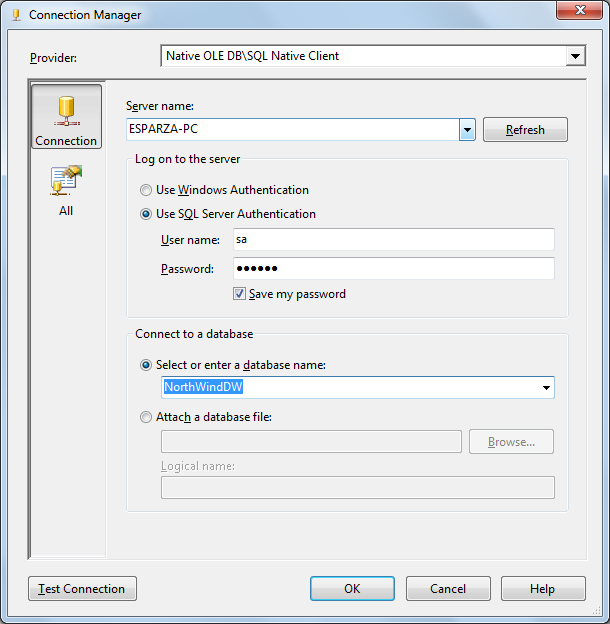 Connection Manager
Provider:
Native OLE DB\SQL Native Client
Connection
All
Server name:
ESPARZA-PC
Refresh
Log on to the server
Use Windows Authentication
Use SQL Server Authentication
User name:
sa
Password:
●●●●●●
Save my password
Connect to a database
Select or enter a database name:
NorthWindDW
Attach a database file:
Browse...
Logical name:
Test Connection
OK
Cancel
Help